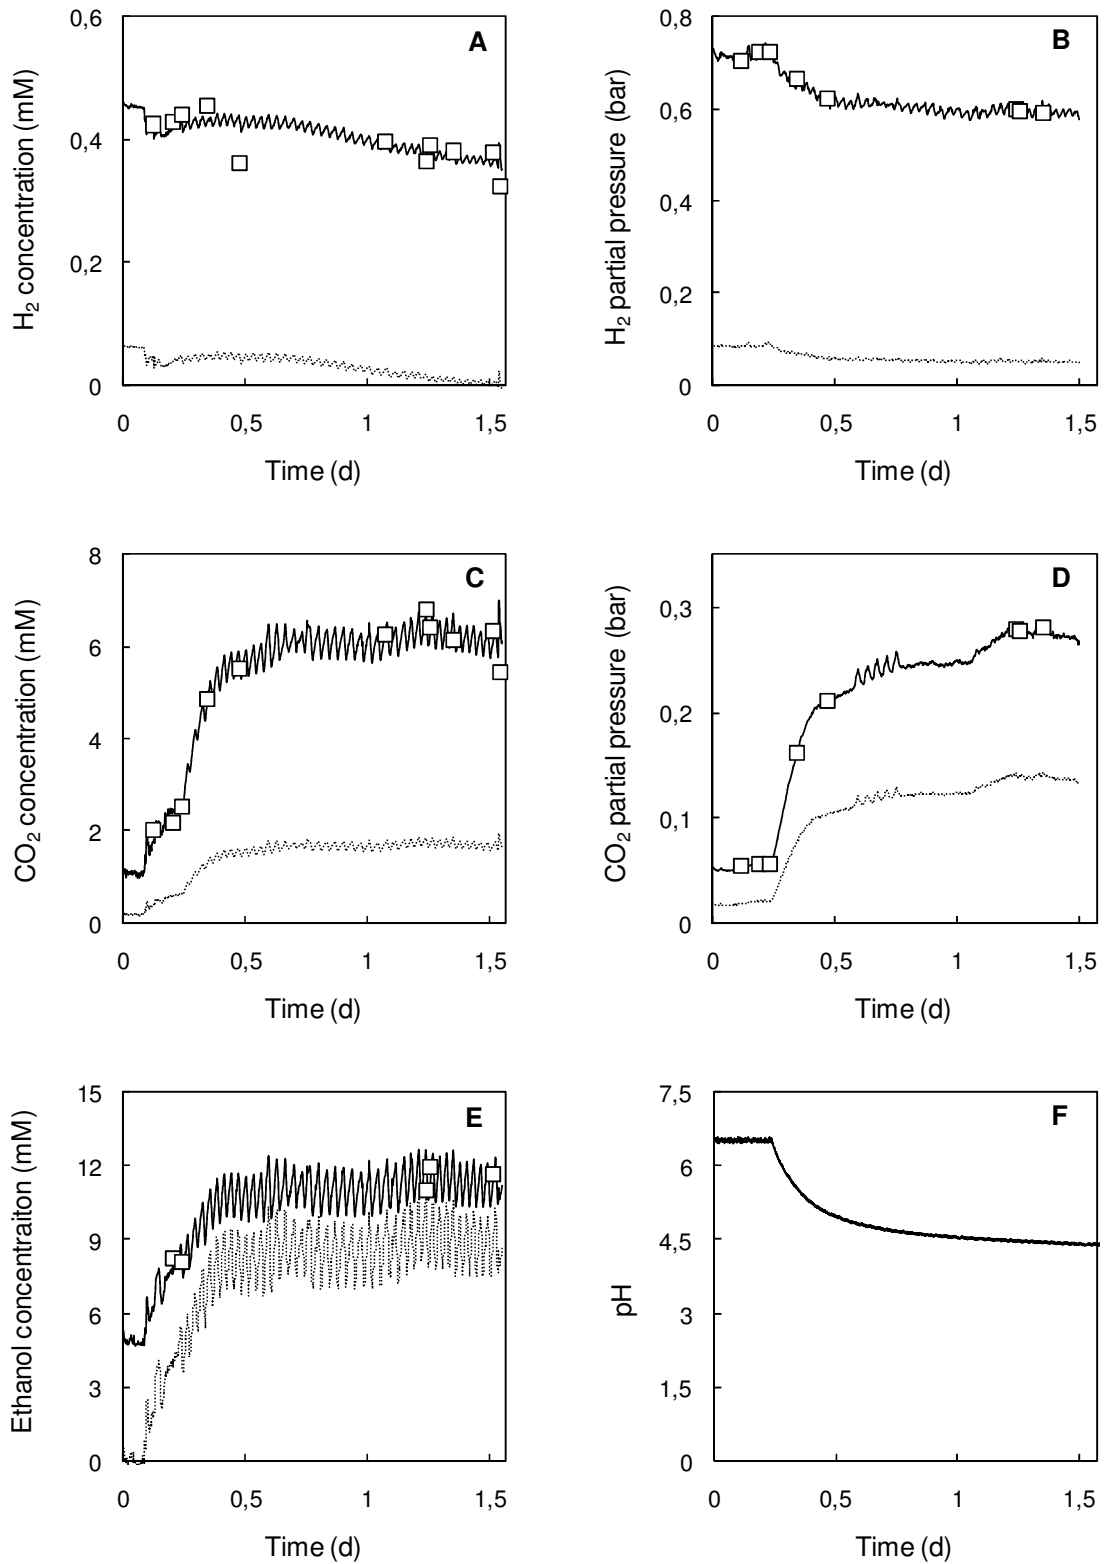 0,6
A
0,4
0,2
0
H₂ concentration (mM)
0 0,5 1 1,5
Time (d)
0,8
B
0,6
0,4
0,2
0
H₂ partial pressure (bar)
0 0,5 1 1,5
Time (d)
8
C
6
4
2
0
CO₂ concentration (mM)
0 0,5 1 1,5
Time (d)
D
0,3
0,2
0,1
0
CO₂ partial pressure (bar)
0 0,5 1 1,5
Time (d)
15
E
12
9
6
3
0
Ethanol concentraiton (mM)
0 0,5 1 1,5
Time (d)
7,5
F
6
4,5
3
1,5
0
pH
0 0,5 1 1,5
Time (d)